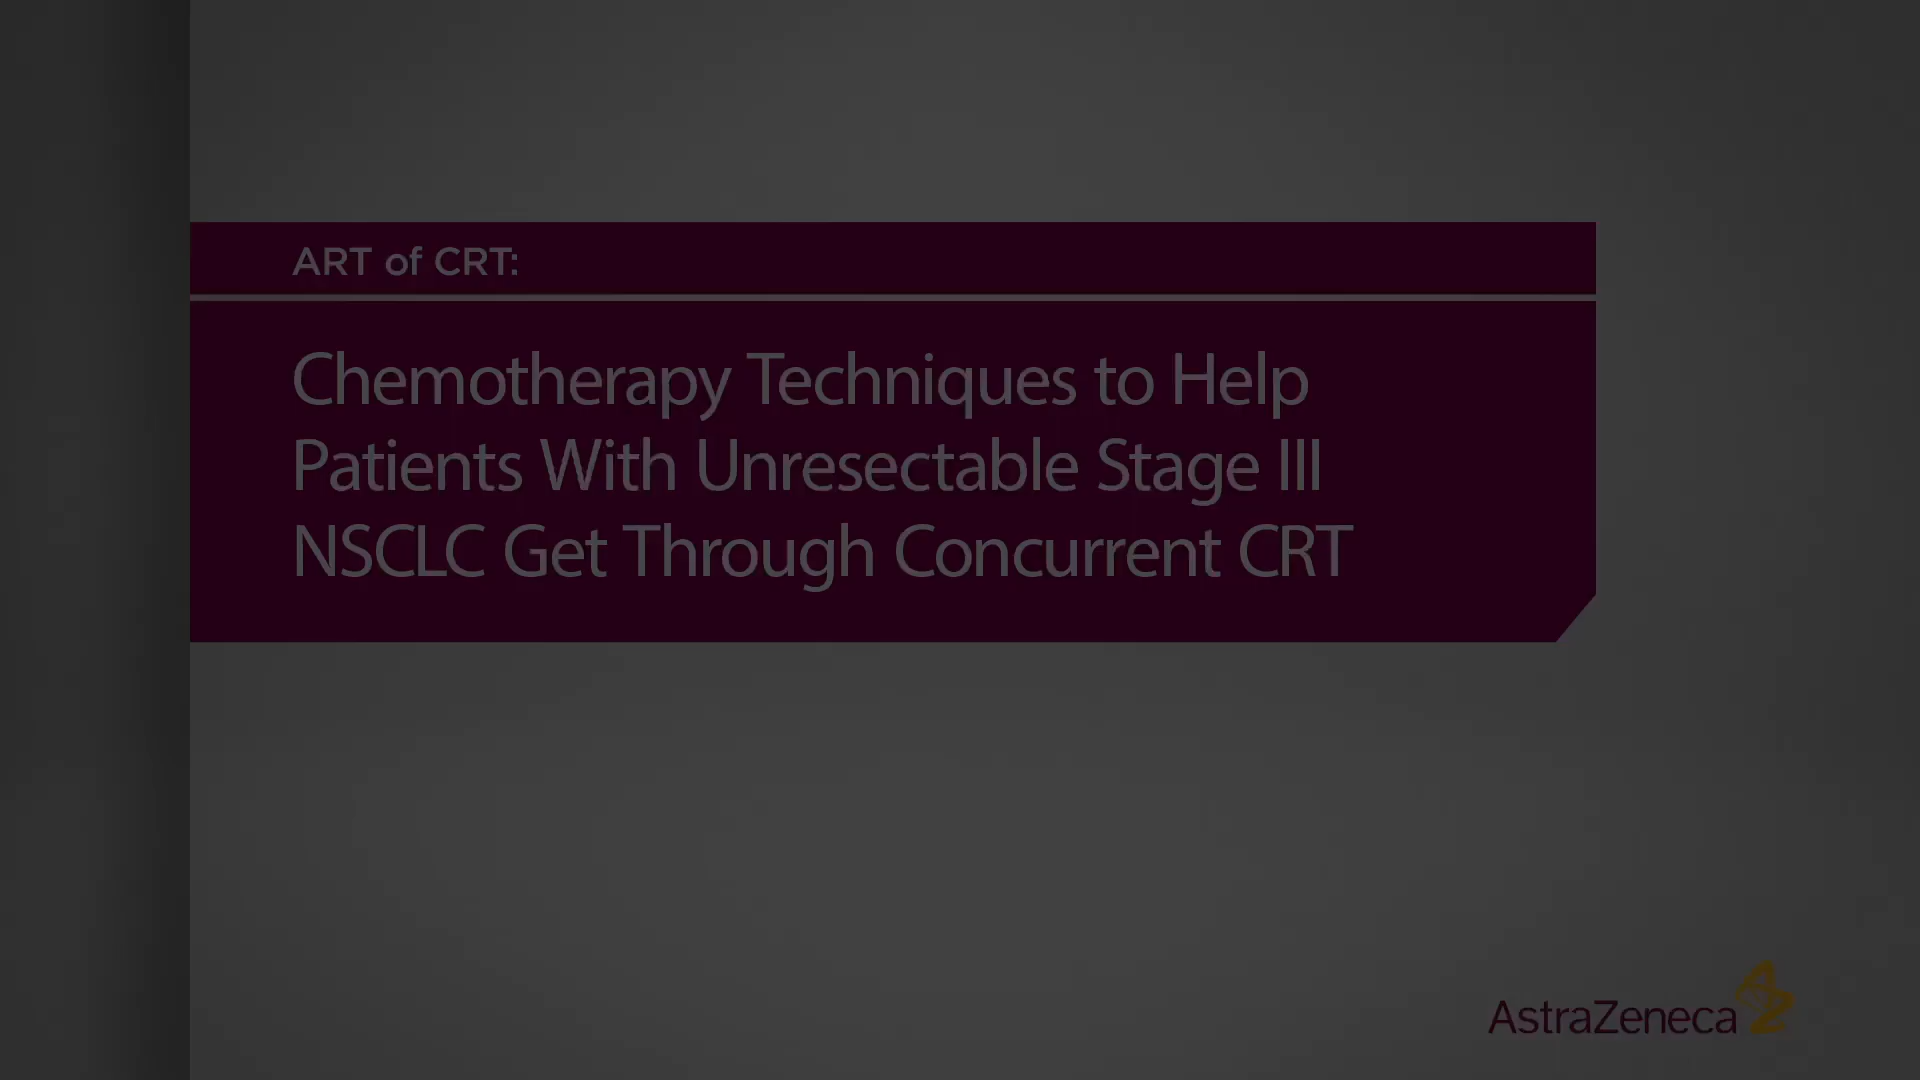 ART of CRT:
Chemotherapy Techniques to Help
Patients With Unresectable Stage III
NSCLC Get Through Concurrent CRT
AstraZeneca